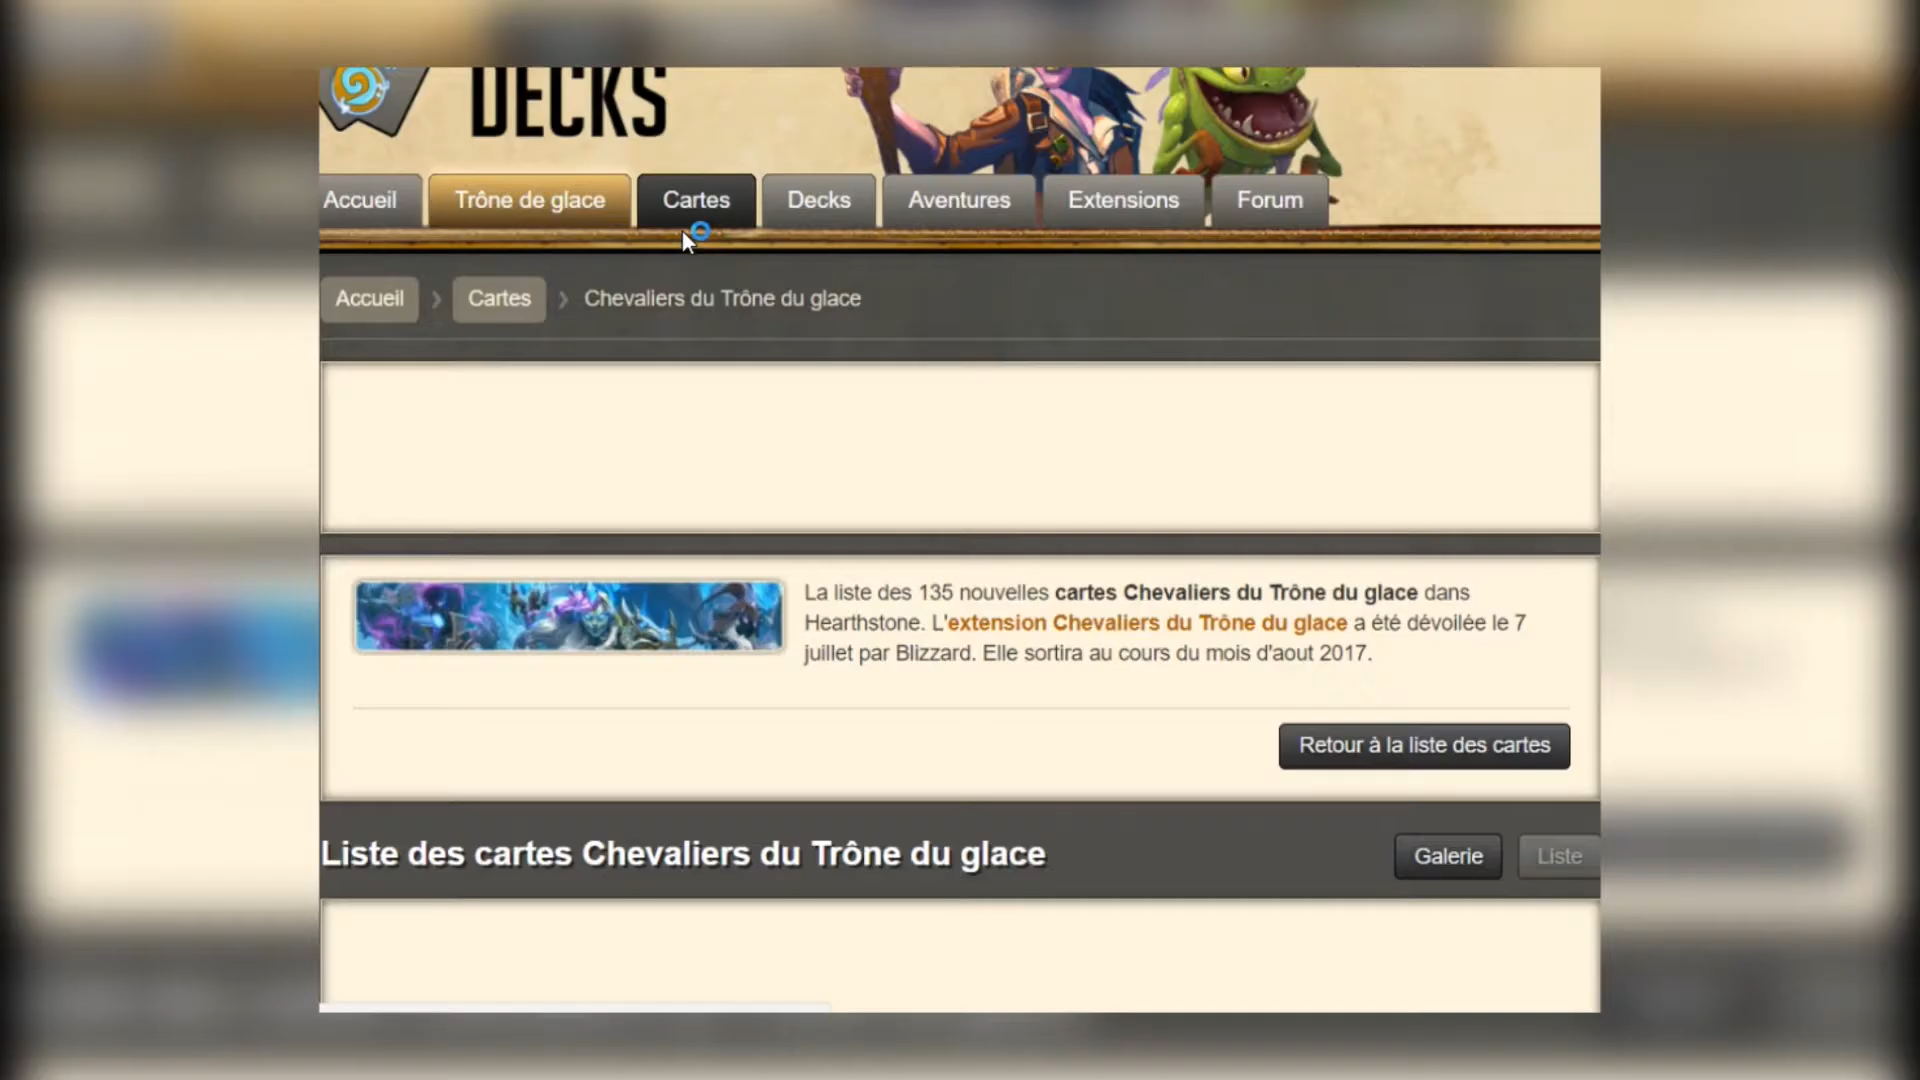 DECKS
Accueil Trône de glace Cartes Decks Aventures Extensions Forum
Accueil Cartes Chevaliers du Trône du glace
La liste des 135 nouvelles cartes Chevaliers du Trône du glace dans
Hearthstone. L'extension Chevaliers du Trône du glace a été dévoilée le 7
juillet par Blizzard. Elle sortira au cours du mois d'aout 2017.
Retour à la liste des cartes
Liste des cartes Chevaliers du Trône du glace
Galerie Liste